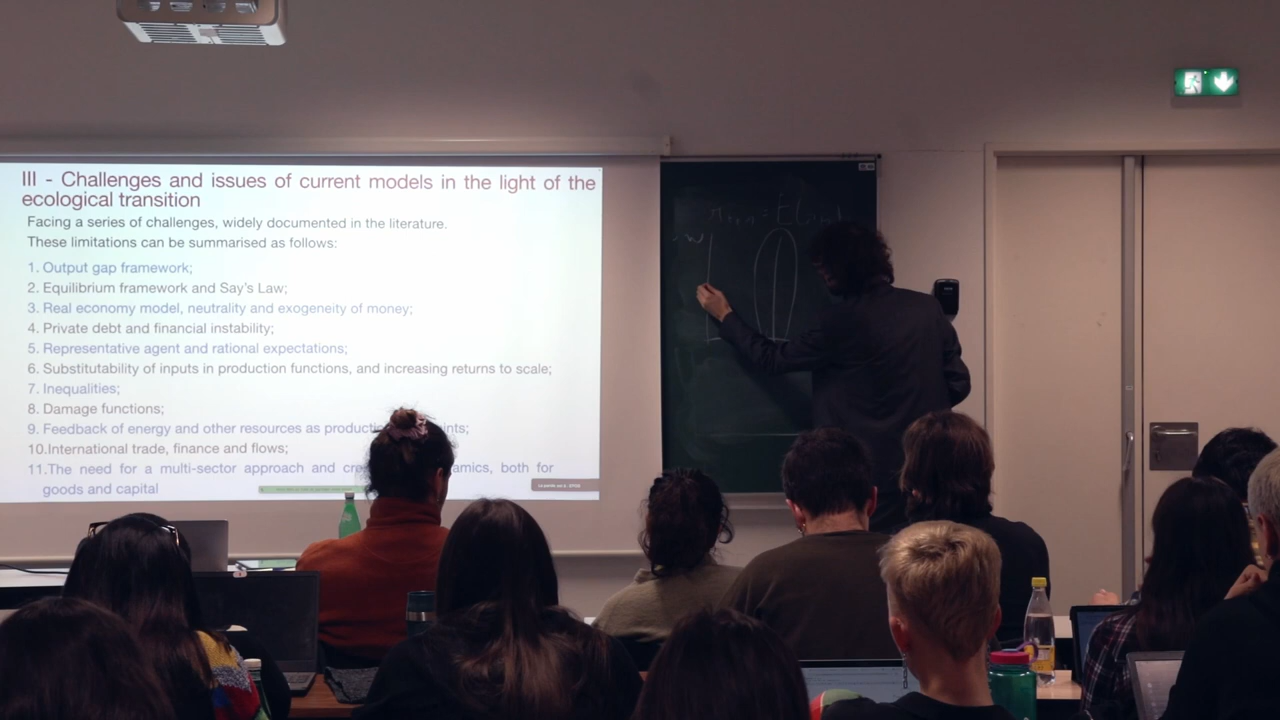 III - Challenges and issues of current models in the light of the
ecological transition
Facing a series of challenges, widely documented in the literature.
These limitations can be summarised as follows:
1. Output gap framework;
2. Equilibrium framework and Say's Law;
3. Real economy model, neutrality and exogeneity of money;
4. Private debt and financial instability;
5. Representative agent and rational expectations;
6. Substitutability of inputs in production functions, and increasing returns to scale;
7. Inequalities;
8. Damage functions;
9. Feedback of energy and other resources as
10.International trade, finance and flows;
11.The need for a multi-sector approach and both for
goods and capital